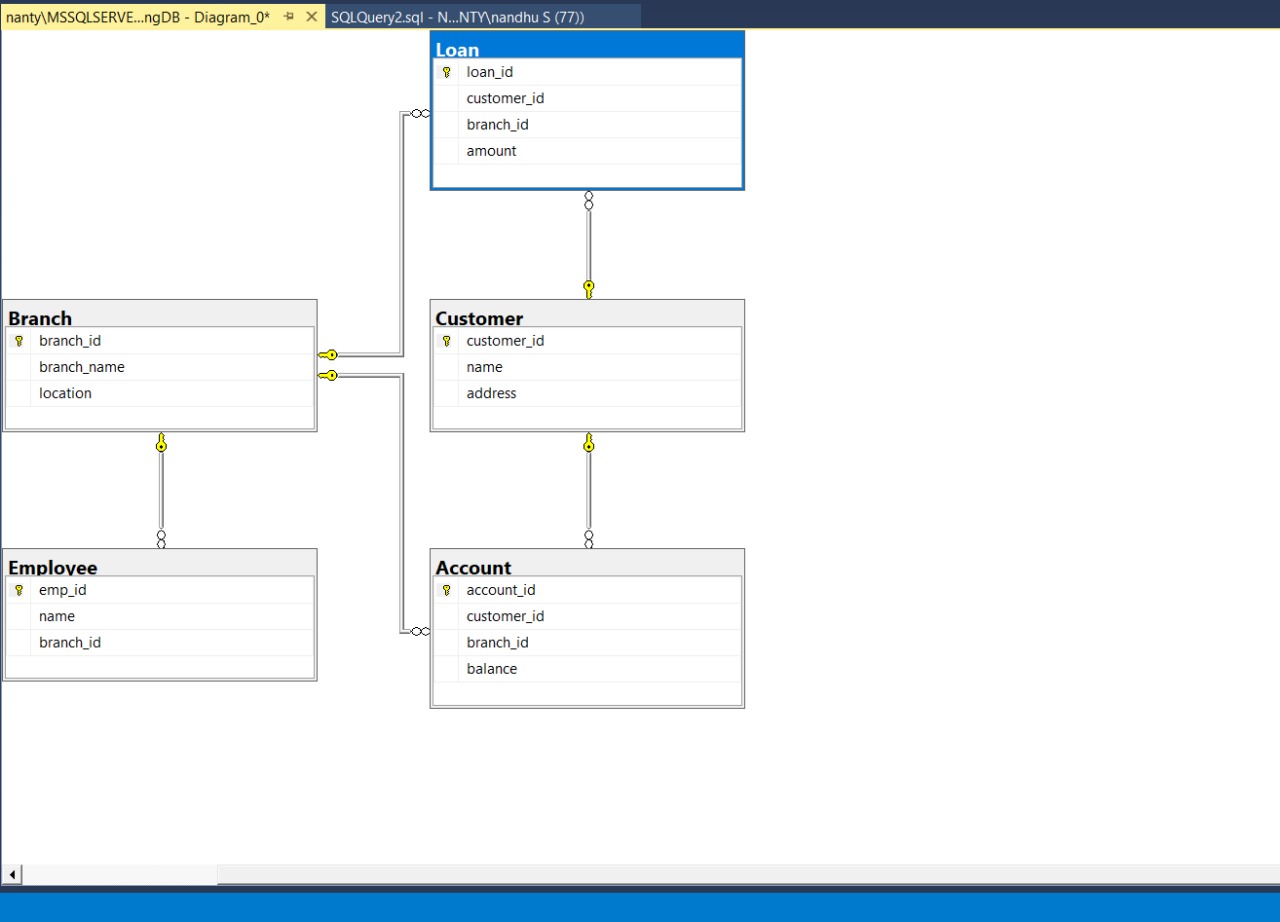 nanty\MSSQLSERVE...ngDB - Diagram_0*
SQLQuery2.sql - N...NTY\nandhu S (77))
Loan
loan_id
customer_id
branch_id
amount
Branch
branch_id
branch_name
location
Customer
customer_id
name
address
Employee
emp_id
name
branch_id
Account
account_id
customer_id
branch_id
balance